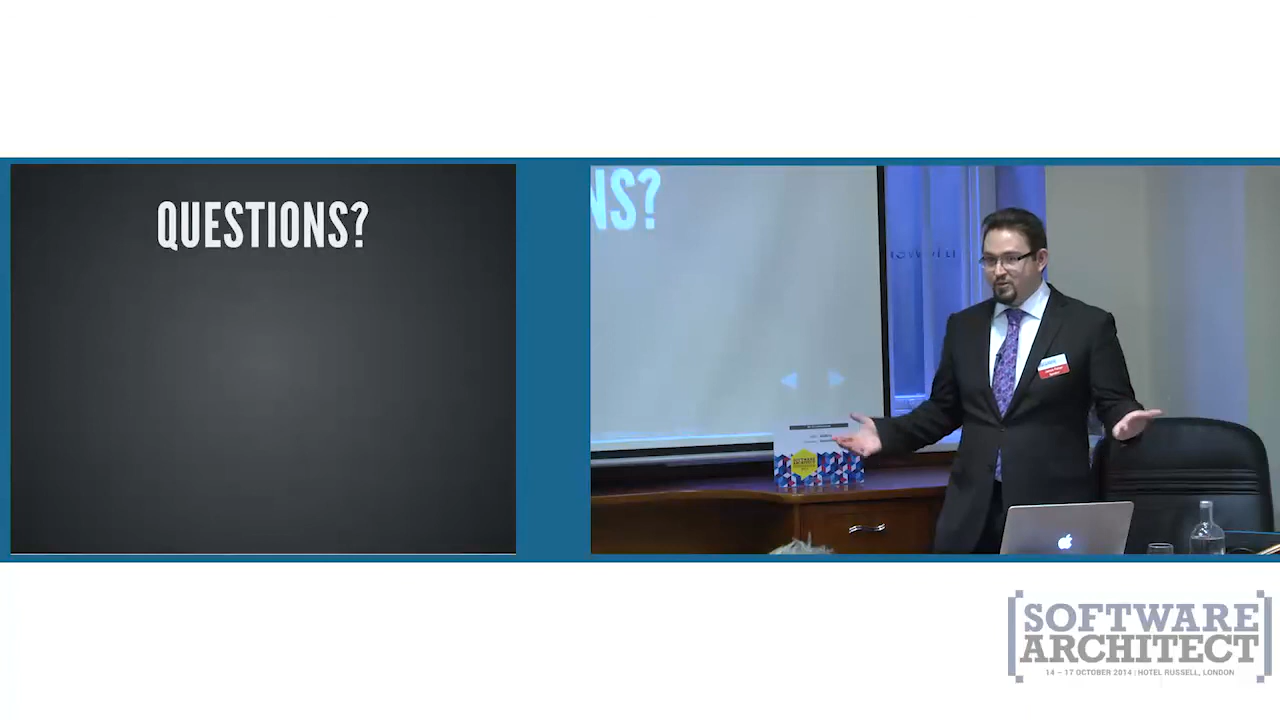 QUESTIONS?
NS?
[SOFTWARE
ARCHITECT]
14 – 17 OCTOBER 2014 | HOTEL RUSSELL, LONDON